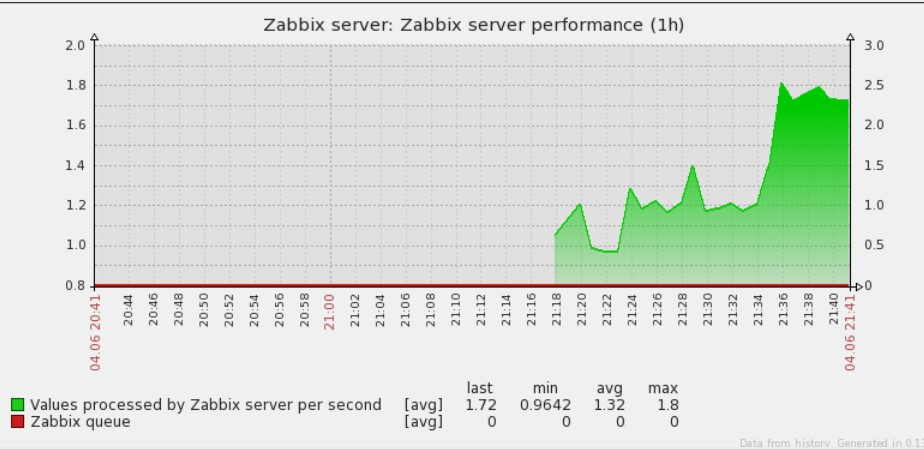 Zabbix server: Zabbix server performance (1h)
2.0 3.0
1.8 2.5
1.6 2.0
1.4 1.5
1.2 1.0
1.0 0.5
0.8 0
04.06 20:41 20:44 20:46 20:48 20:50 20:52 20:54 20:56 20:58 21:00 21:02 21:04 21:06 21:08 21:10 21:12 21:14 21:16 21:18 21:20 21:22 21:24 21:26 21:28 21:30 21:32 21:34 21:36 21:38 21:40 04.06 21:41
last min avg max
Values processed by Zabbix server per second [avg] 1.72 0.9642 1.32 1.8
Zabbix queue [avg] 0 0 0 0
Data from history. Generated in 0.13